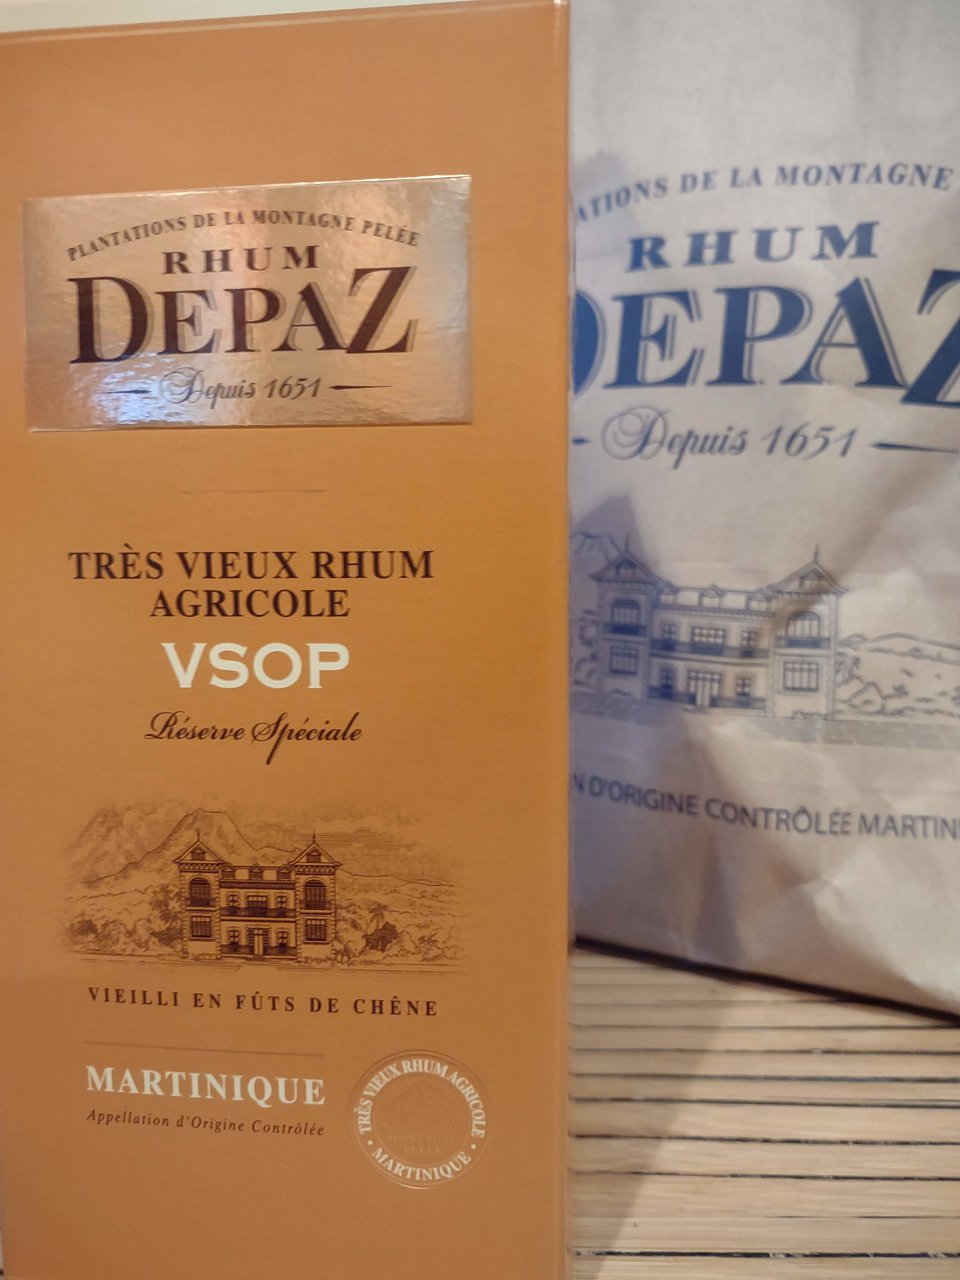 PLANTATIONS DE LA MONTAGNE PELÉE
RHUM
DEPAZ
Depuis 1651
TRÈS VIEUX RHUM
AGRICOLE
VSOP
Réserve Spéciale
VIEILLI EN FÛTS DE CHÊNE
MARTINIQUE
Appellation d'Origine Contrôlée
TRÈS VIEUX RHUM AGRICOLE
MONTAGNE
PELÉE
• MARTINIQUE •
DE LA MONTAGNE
RHUM
DEPAZ
Depuis 1651
D'ORIGINE CONTRÔLÉE